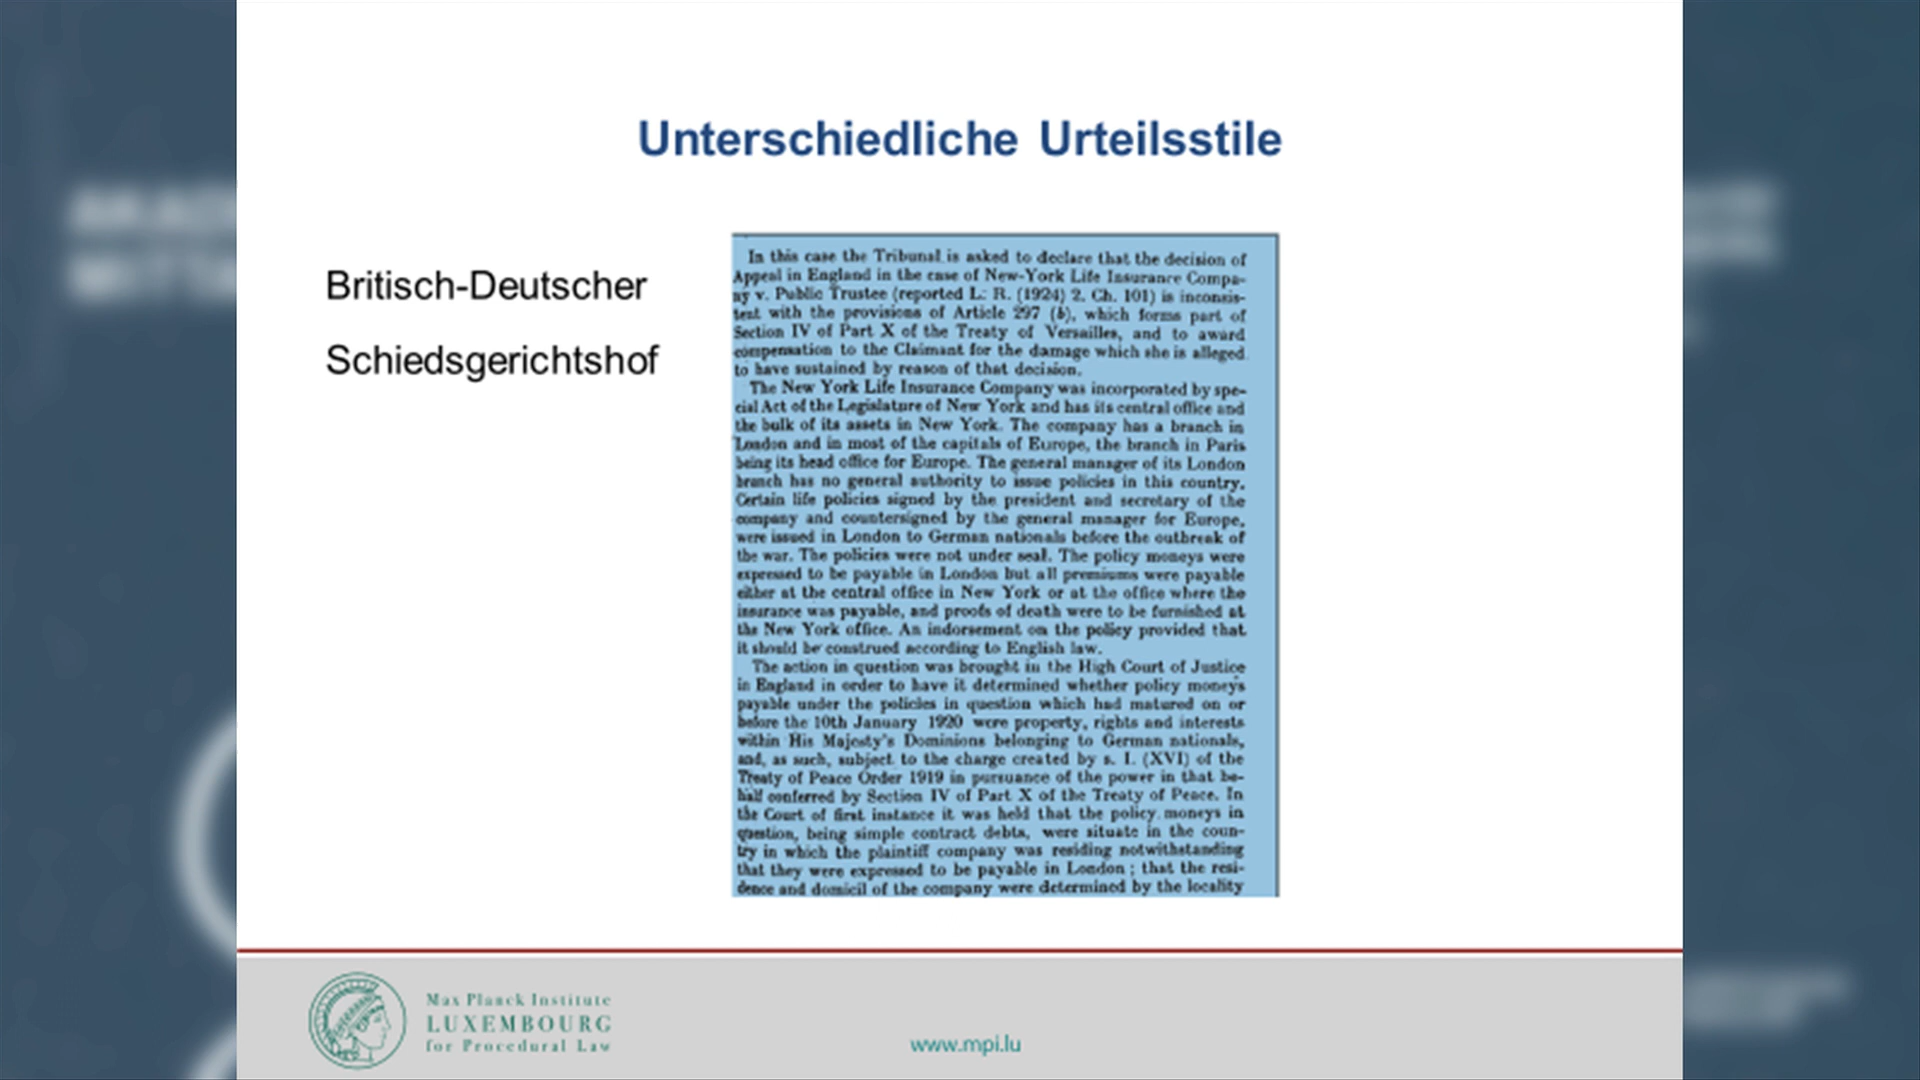 Unterschiedliche Urteilsstile
Britisch-Deutscher
Schiedsgerichtshof
In this case the Tribunal is asked to declare that the decision of
Appeal in England in the case of New-York Life Insurance Compa-
ny v. Public Trustee (reported L. R. (1924) 2. Ch. 101) is inconsis-
tent with the provisions of Article 297 (b), which forms part of
Section IV of Part X of the Treaty of Versailles, and to award
compensation to the Claimant for the damage which she is alleged
to have sustained by reason of that decision.
The New York Life Insurance Company was incorporated by spe-
cial Act of the Legislature of New York and has its central office and
the bulk of its assets in New York. The company has a branch in
London and in most of the capitals of Europe, the branch in Paris
being its head office for Europe. The general manager of its London
branch has no general authority to issue policies in this country.
Certain life policies signed by the president and secretary of the
company and countersigned by the general manager for Europe,
were issued in London to German nationals before the outbreak of
the war. The policies were not under seal. The policy moneys were
expressed to be payable in London but all premiums were payable
either at the central office in New York or at the office where the
insurance was payable, and proofs of death were to be furnished at
the New York office. An indorsement on the policy provided that
it should be construed according to English law.
The action in question was brought in the High Court of Justice
in England in order to have it determined whether policy moneys
payable under the policies in question which had matured on or
before the 10th January 1920 were property, rights and interests
within His Majesty's Dominions belonging to German nationals,
and, as such, subject to the charge created by s. I. (XVI) of the
Treaty of Peace Order 1919 in pursuance of the power in that be-
half conferred by Section IV of Part X of the Treaty of Peace. In
the Court of first instance it was held that the policy moneys in
question, being simple contract debts, were situate in the coun-
try in which the plaintiff company was residing notwithstanding
that they were expressed to be payable in London ; that the resi-
dence and domicil of the company were determined by the locality
Max Planck Institute
LUXEMBOURG
for Procedural Law
www.mpi.lu